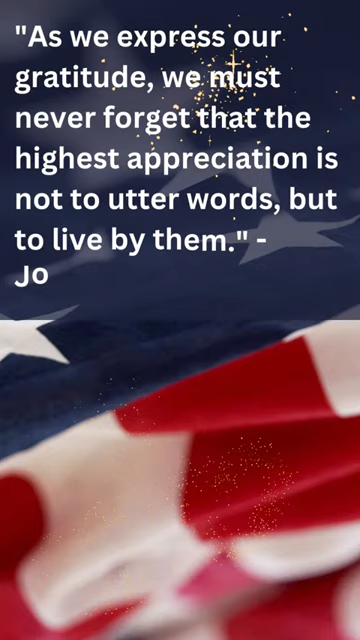 "As we express our
gratitude, we must
never forget that the
highest appreciation is
not to utter words, but
to live by them." -
Jo